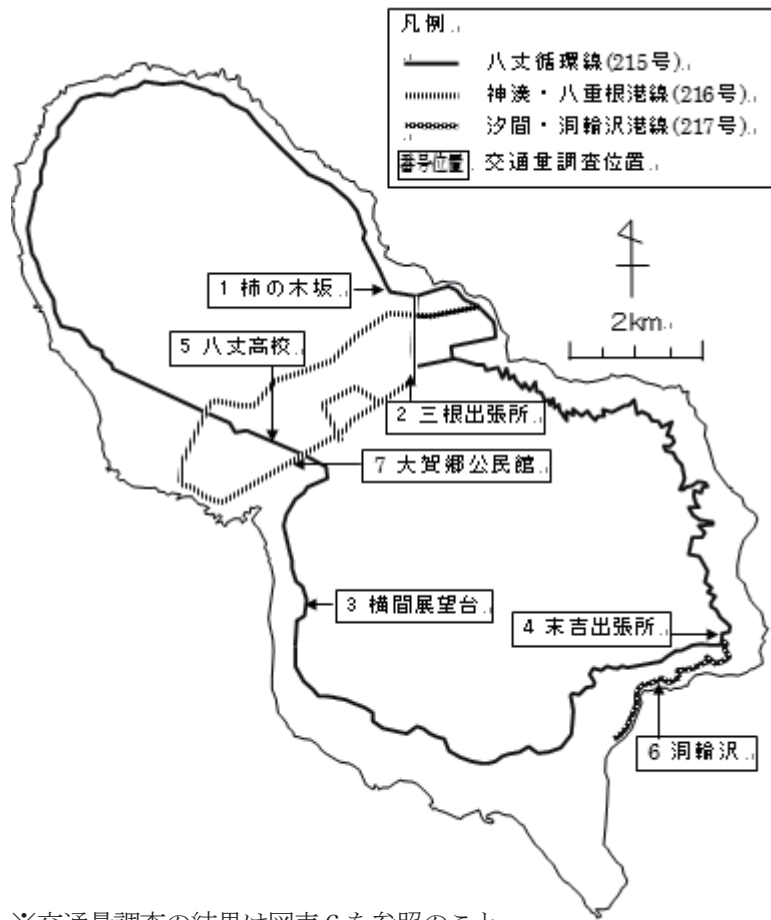 凡例
八丈循環線(215号)
神湊・八重根港線(216号)
汐間・洞輪沢港線(217号)
番号位置 交通量調査位置
4
2km
1 柿の木坂
5 八丈高校
2 三根出張所
7 大賀郷公民館
3 横間展望台
4 末吉出張所
6 洞輪沢
※交通量調査の結果は図表6を参照のこと